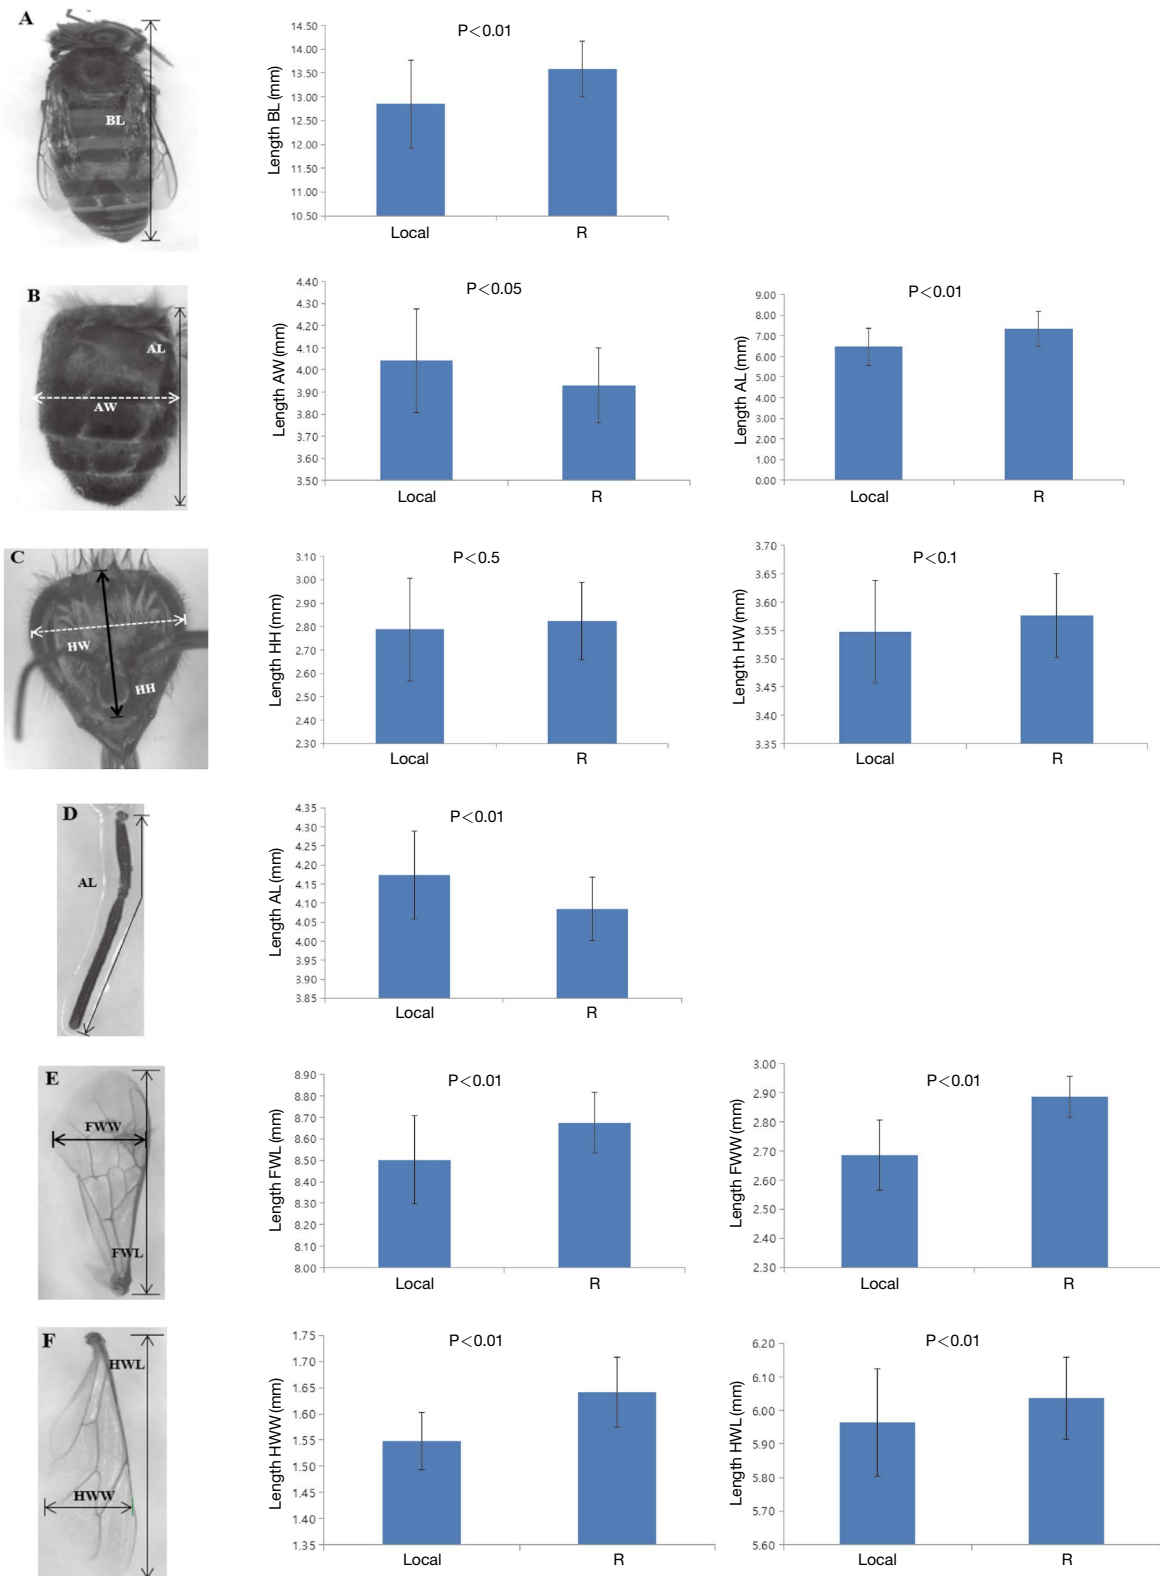 A
BL
P<0.01
Length BL (mm)
14.50
14.00
13.50
13.00
12.50
12.00
11.50
11.00
10.50
Local R
B
AL
AW
P<0.05
Length AW (mm)
4.40
4.30
4.20
4.10
4.00
3.90
3.80
3.70
3.60
3.50
Local R
P<0.01
Length AL (mm)
9.00
8.00
7.00
6.00
5.00
4.00
3.00
2.00
1.00
0.00
Local R
C
HW
HH
P<0.5
Length HH (mm)
3.10
3.00
2.90
2.80
2.70
2.60
2.50
2.40
2.30
Local R
P<0.1
Length HW (mm)
3.70
3.65
3.60
3.55
3.50
3.45
3.40
3.35
Local R
D
AL
P<0.01
Length AL (mm)
4.35
4.30
4.25
4.20
4.15
4.10
4.05
4.00
3.95
3.90
3.85
Local R
E
FWW
FWL
P<0.01
Length FWL (mm)
8.90
8.80
8.70
8.60
8.50
8.40
8.30
8.20
8.10
8.00
Local R
P<0.01
Length FWW (mm)
3.00
2.90
2.80
2.70
2.60
2.50
2.40
2.30
Local R
F
HWL
HWW
P<0.01
Length HWW (mm)
1.75
1.70
1.65
1.60
1.55
1.50
1.45
1.40
1.35
Local R
P<0.01
Length HWL (mm)
6.20
6.10
6.00
5.90
5.80
5.70
5.60
Local R